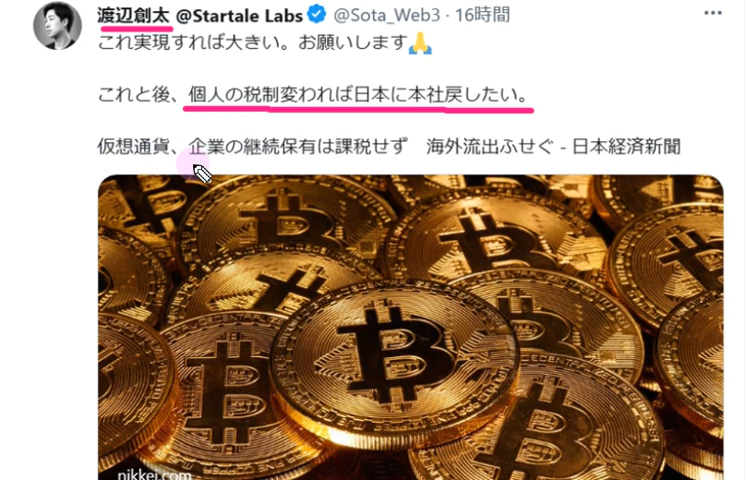 渡辺創太 @Startale Labs @Sota_Web3 · 16時間
これ実現すれば大きい。お願いします🙏
これと後、個人の税制変われば日本に本社戻したい。
仮想通貨、企業の継続保有は課税せず　海外流出ふせぐ - 日本経済新聞
nikkei.com